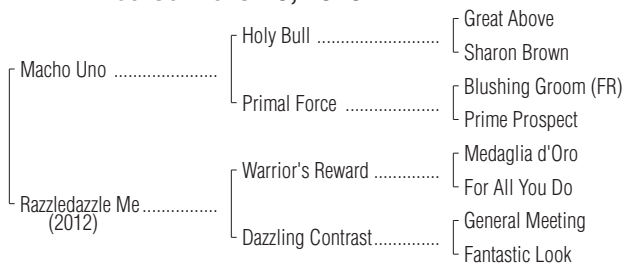 Great Above
Holy Bull
Sharon Brown
Macho Uno
Blushing Groom (FR)
Primal Force
Prime Prospect
Medaglia d'Oro
Warrior's Reward
For All You Do
Razzledazzle Me
(2012)
General Meeting
Dazzling Contrast
Fantastic Look